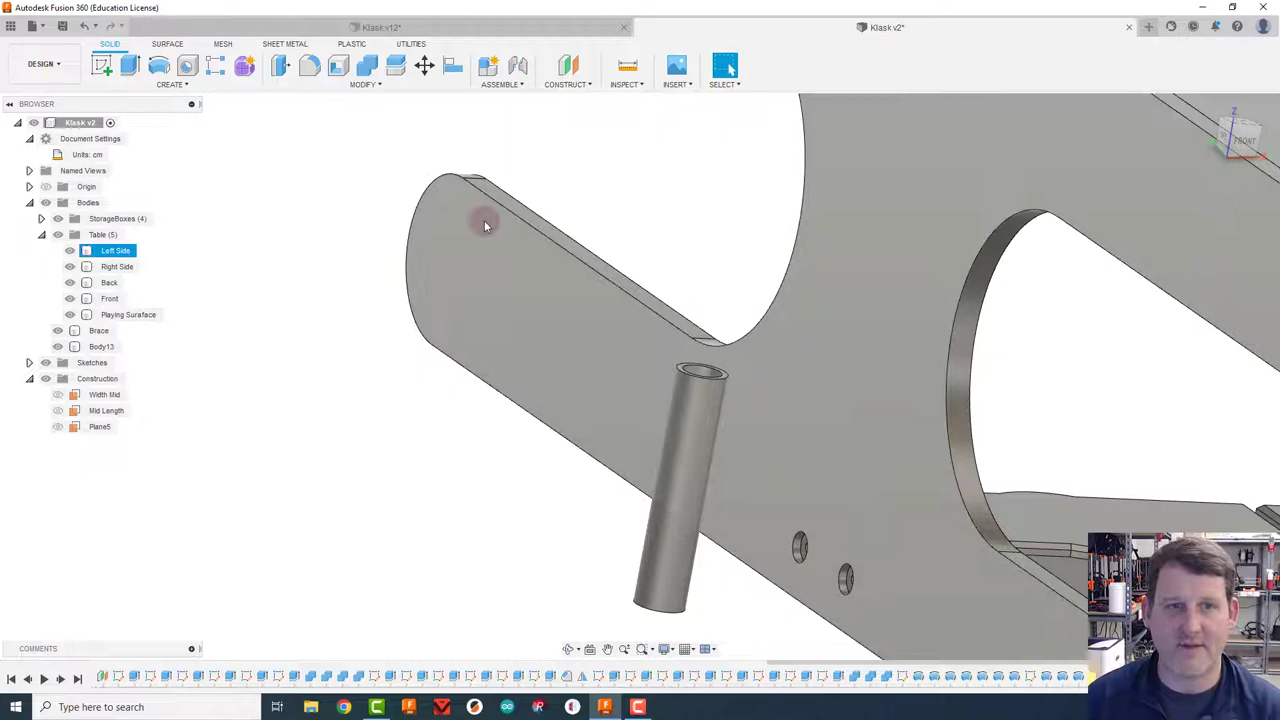 Autodesk Fusion 360 (Education License)
Klask v12*
Klask v2*
DESIGN
SOLID
SURFACE
MESH
SHEET METAL
PLASTIC
UTILITIES
CREATE
MODIFY
ASSEMBLE
CONSTRUCT
INSPECT
INSERT
SELECT
BROWSER
Klask v2
Document Settings
Units: cm
Named Views
Origin
Bodies
StorageBoxes (4)
Table (5)
Left Side
Right Side
Back
Front
Playing Suraface
Brace
Body13
Sketches
Construction
Width Mid
Mid Length
Plane5
Z
FRONT
X
COMMENTS
Type here to search